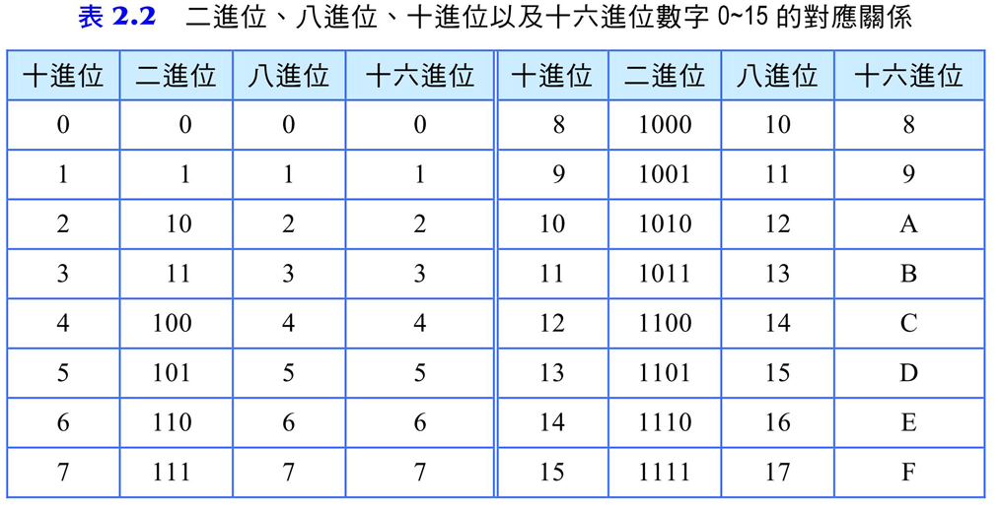 表 2.2 二進位、八進位、十進位以及十六進位數字 0~15 的對應關係
十進位 二進位 八進位 十六進位 十進位 二進位 八進位 十六進位
0 0 0 0 8 1000 10 8
1 1 1 1 9 1001 11 9
2 10 2 2 10 1010 12 A
3 11 3 3 11 1011 13 B
4 100 4 4 12 1100 14 C
5 101 5 5 13 1101 15 D
6 110 6 6 14 1110 16 E
7 111 7 7 15 1111 17 F